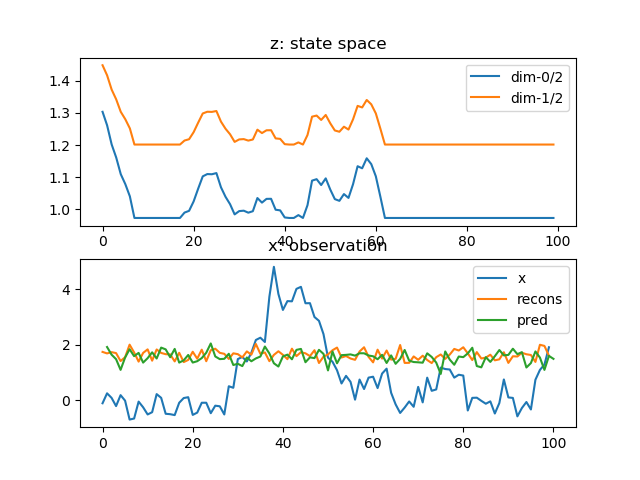 z: state space
1.4
1.3
1.2
1.1
1.0
dim-0/2
dim-1/2
0 20 40 60 80 100
x: observation
4
2
0
x
recons
pred
0 20 40 60 80 100